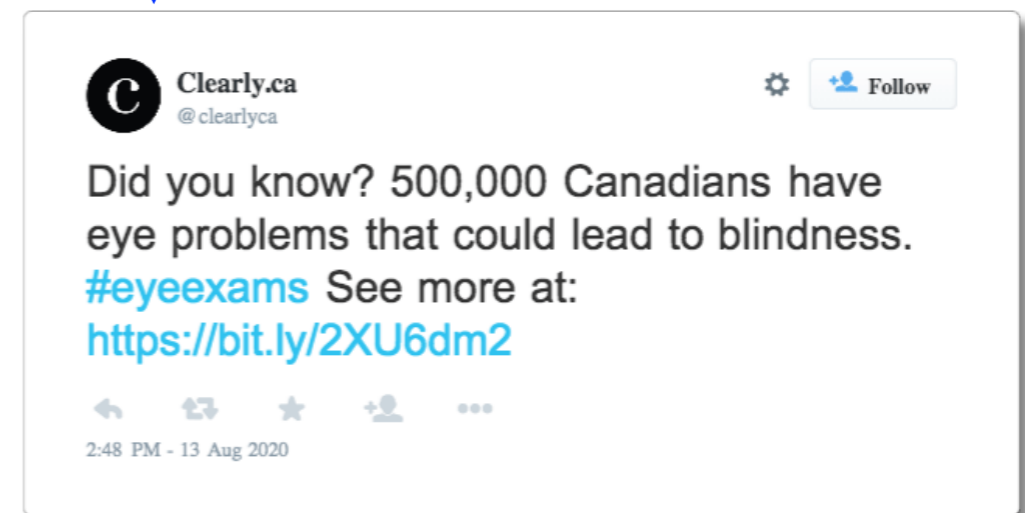 C
Clearly.ca
@clearlyca
Follow
Did you know? 500,000 Canadians have
eye problems that could lead to blindness.
#eyeexams See more at:
https://bit.ly/2XU6dm2
2:48 PM - 13 Aug 2020